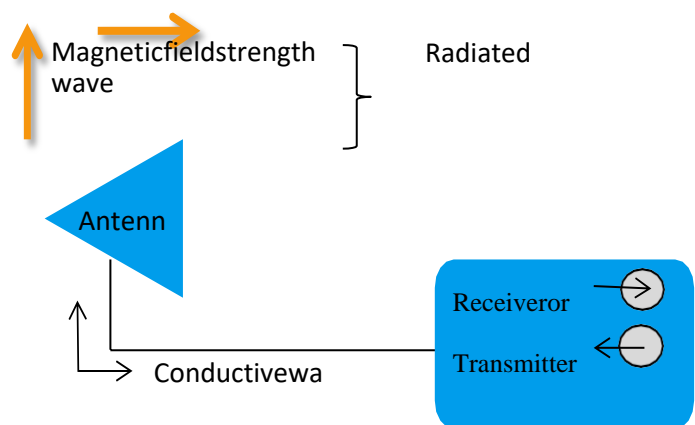 Magneticfieldstrength
wave
Radiated
Antenn
Receiveror
Transmitter
Conductivewa